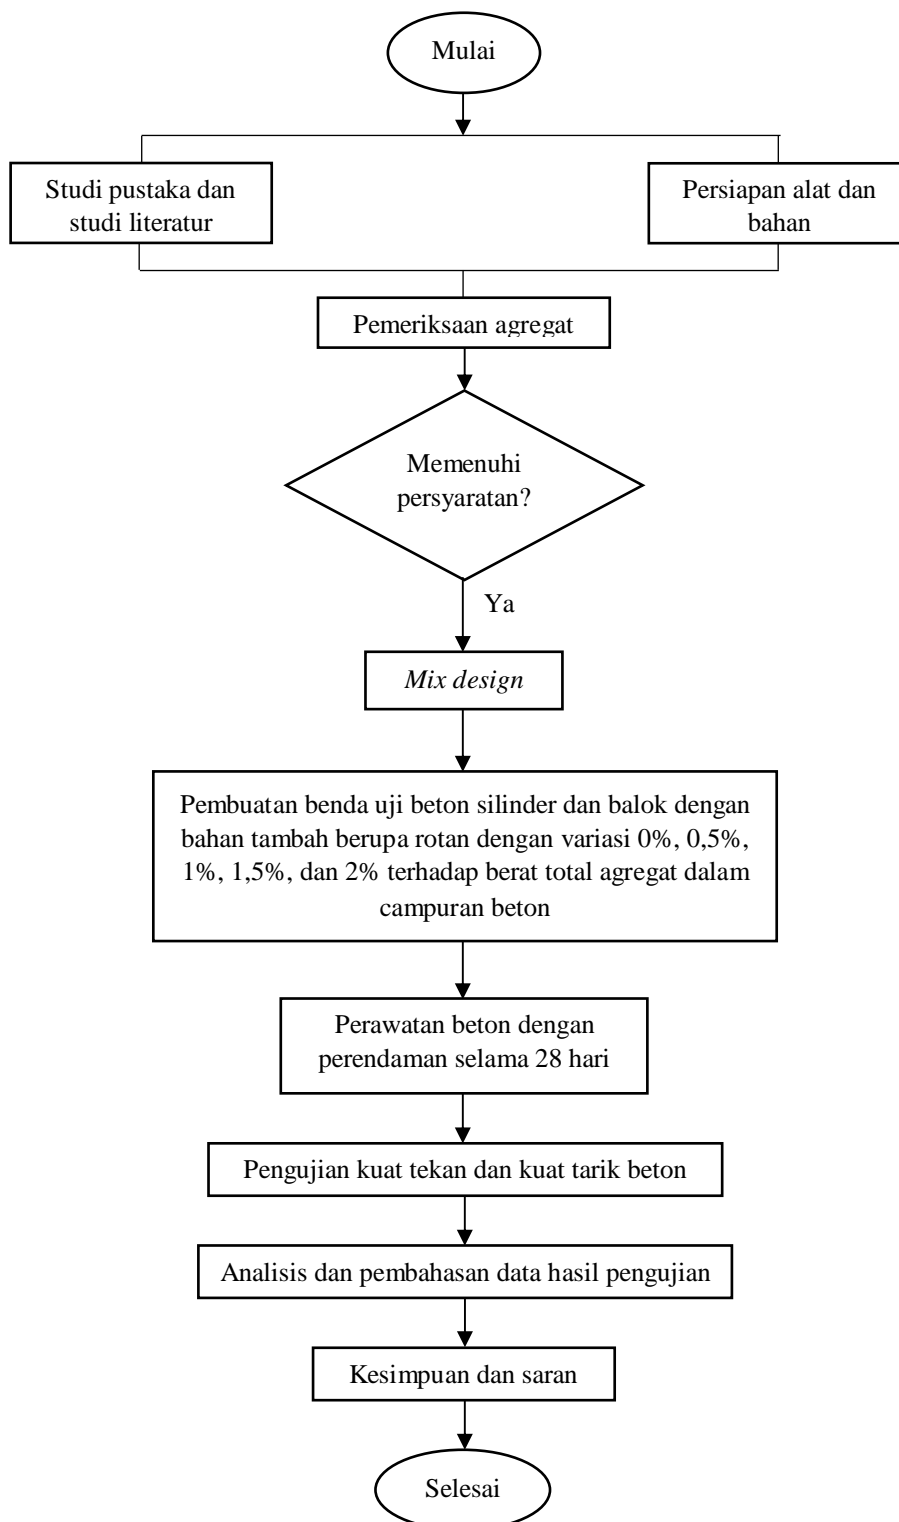 Mulai
Studi pustaka dan
studi literatur
Persiapan alat dan
bahan
Pemeriksaan agregat
Memenuhi
persyaratan?
Ya
Mix design
Pembuatan benda uji beton silinder dan balok dengan
bahan tambah berupa rotan dengan variasi 0%, 0,5%,
1%, 1,5%, dan 2% terhadap berat total agregat dalam
campuran beton
Perawatan beton dengan
perendaman selama 28 hari
Pengujian kuat tekan dan kuat tarik beton
Analisis dan pembahasan data hasil pengujian
Kesimpuan dan saran
Selesai